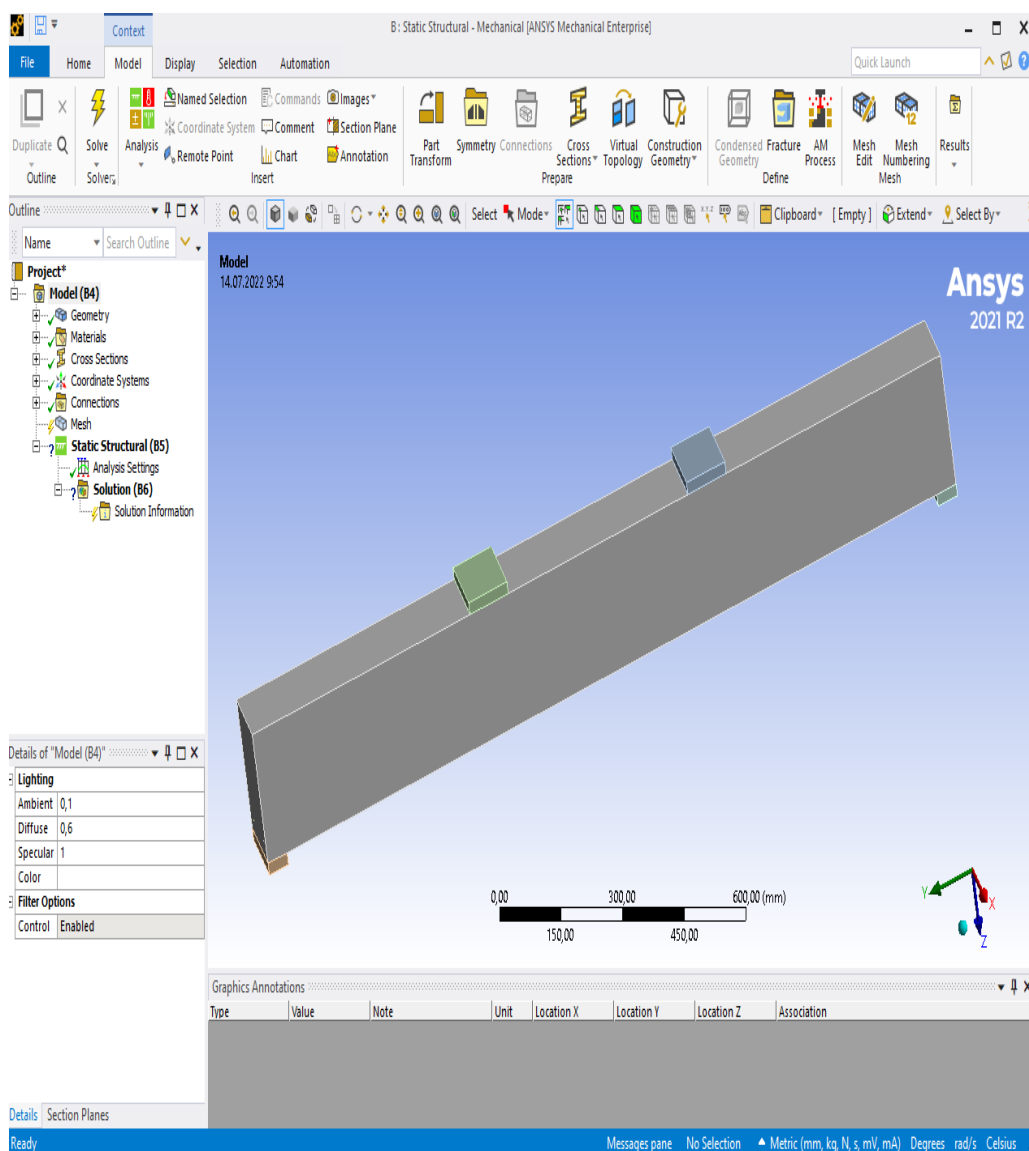 Context
B : Static Structural - Mechanical [ANSYS Mechanical Enterprise]
File Home Model Display Selection Automation
Quick Launch
Duplicate Q
Outline
Solve
Solvers
Analysis
Named Selection Commands Images
Coordinate System Comment Section Plane
Remote Point Chart Annotation
Insert
Part Transform
Symmetry
Connections
Cross Sections
Virtual Topology
Construction Geometry
Prepare
Condensed Geometry
Fracture
AM Process
Define
Mesh Edit
12
Mesh Numbering
Mesh
Results
Outline
Select Mode Clipboard [Empty] Extend Select By
Name Search Outline
Project*
Model (B4)
Geometry
Materials
Cross Sections
Coordinate Systems
Connections
Mesh
Static Structural (B5)
Analysis Settings
Solution (B6)
Solution Information
Model
14.07.2022 9:54
Ansys
2021 R2
Details of "Model (B4)"
Lighting
Ambient 0,1
Diffuse 0,6
Specular 1
Color
Filter Options
Control Enabled
0,00 300,00 600,00 (mm)
150,00 450,00
Y
X
Z
Graphics Annotations
Type Value Note Unit Location X Location Y Location Z Association
Details Section Planes
Ready
Messages pane No Selection Metric (mm, kg, N, s, mV, mA) Degrees rad/s Celsius